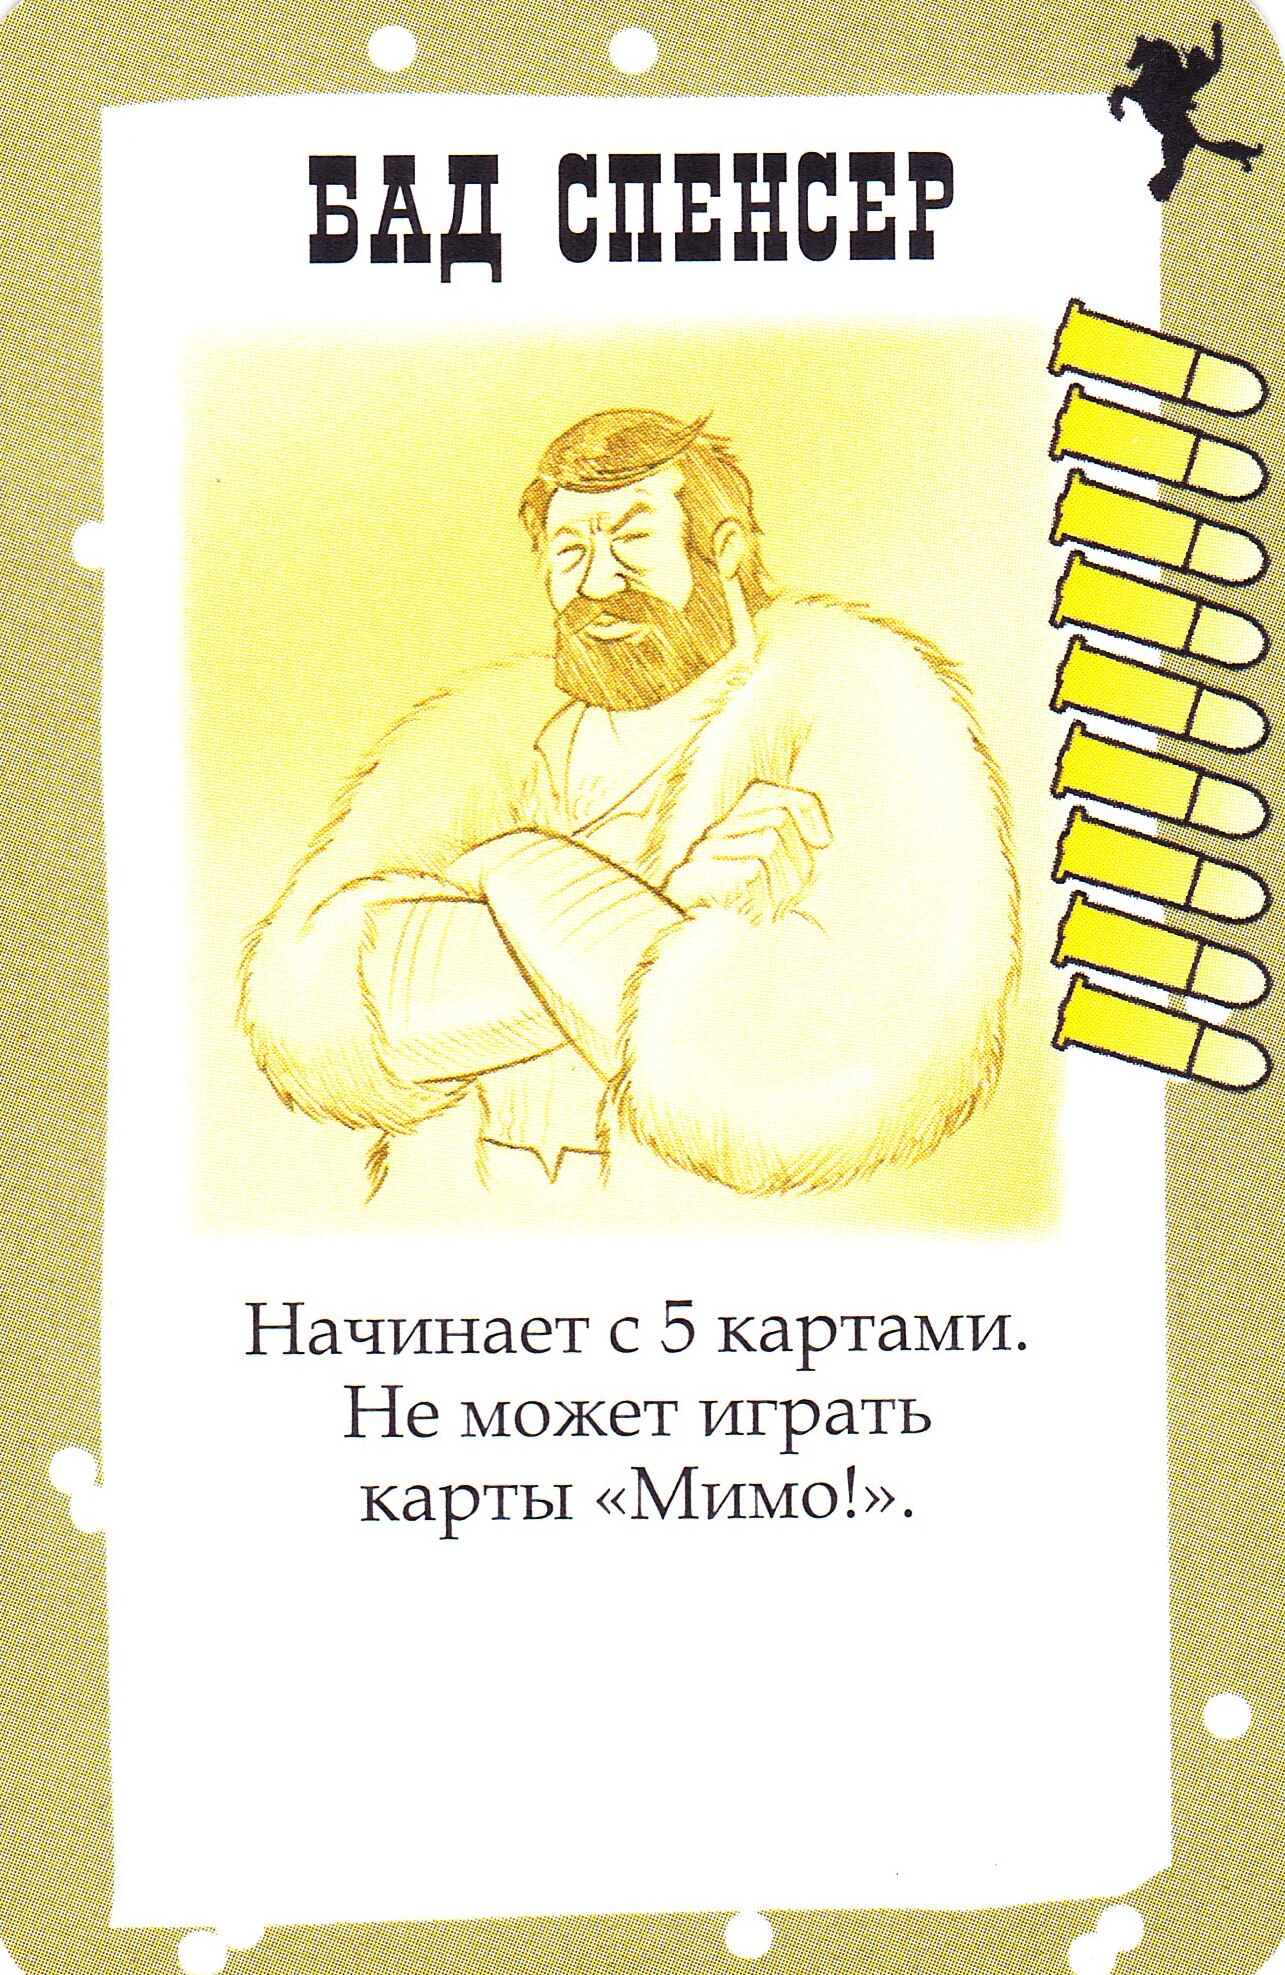 БАД СПЕНСЕР
Начинает с 5 картами.
Не может играть
карты «Мимо!».